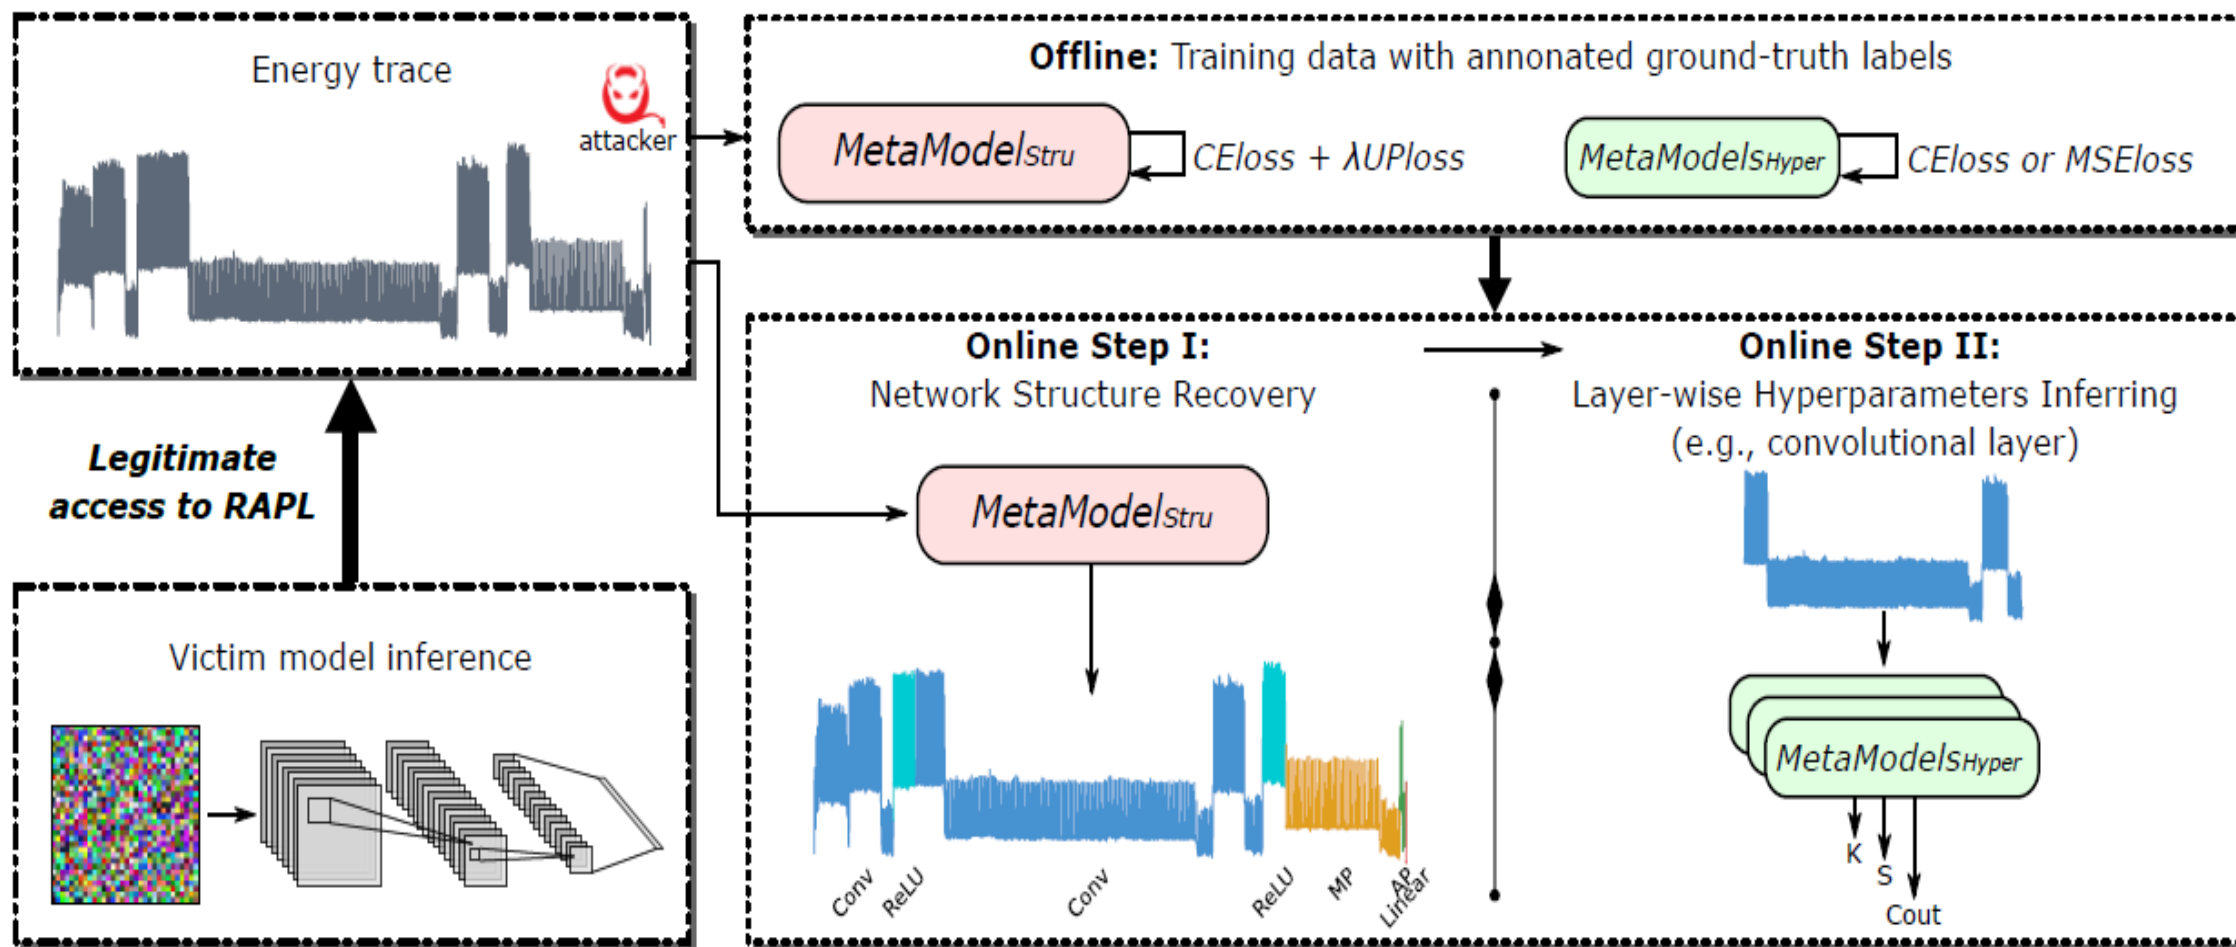 Energy trace
attacker
Legitimate
access to RAPL
Victim model inference
Offline: Training data with annonated ground-truth labels
MetaModelStru
CEloss + λUPloss
MetaModelsHyper
CEloss or MSEloss
Online Step I:
Network Structure Recovery
MetaModelStru
Conv
ReLU
Conv
ReLU
MP
AP
Linear
Online Step II:
Layer-wise Hyperparameters Inferring
(e.g., convolutional layer)
MetaModelsHyper
K
S
Cout